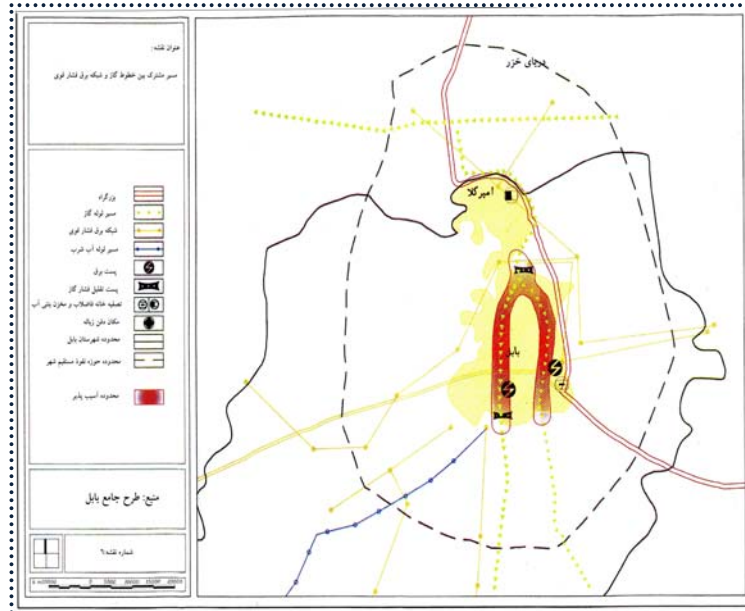 عنوان نقشه:
مسیر مشترک بین خطوط گاز و شبکه برق فشار قوی
بزرگراه
مسیر لوله گاز
شبکه برق فشار قوی
مسیر لوله آب شرب
پست برق
پست تقلیل فشار گاز
تصفیه خانه فاضلاب و مخزن بتنی آب
مکان دفن زباله
محدوده شهرستان بابل
محدوده حوزه نفوذ مستقیم شهر
محدوده آسیب پذیر
منبع: طرح جامع بابل
شماره نقشه:۹
دریای خزر
امیرکلا
بابل